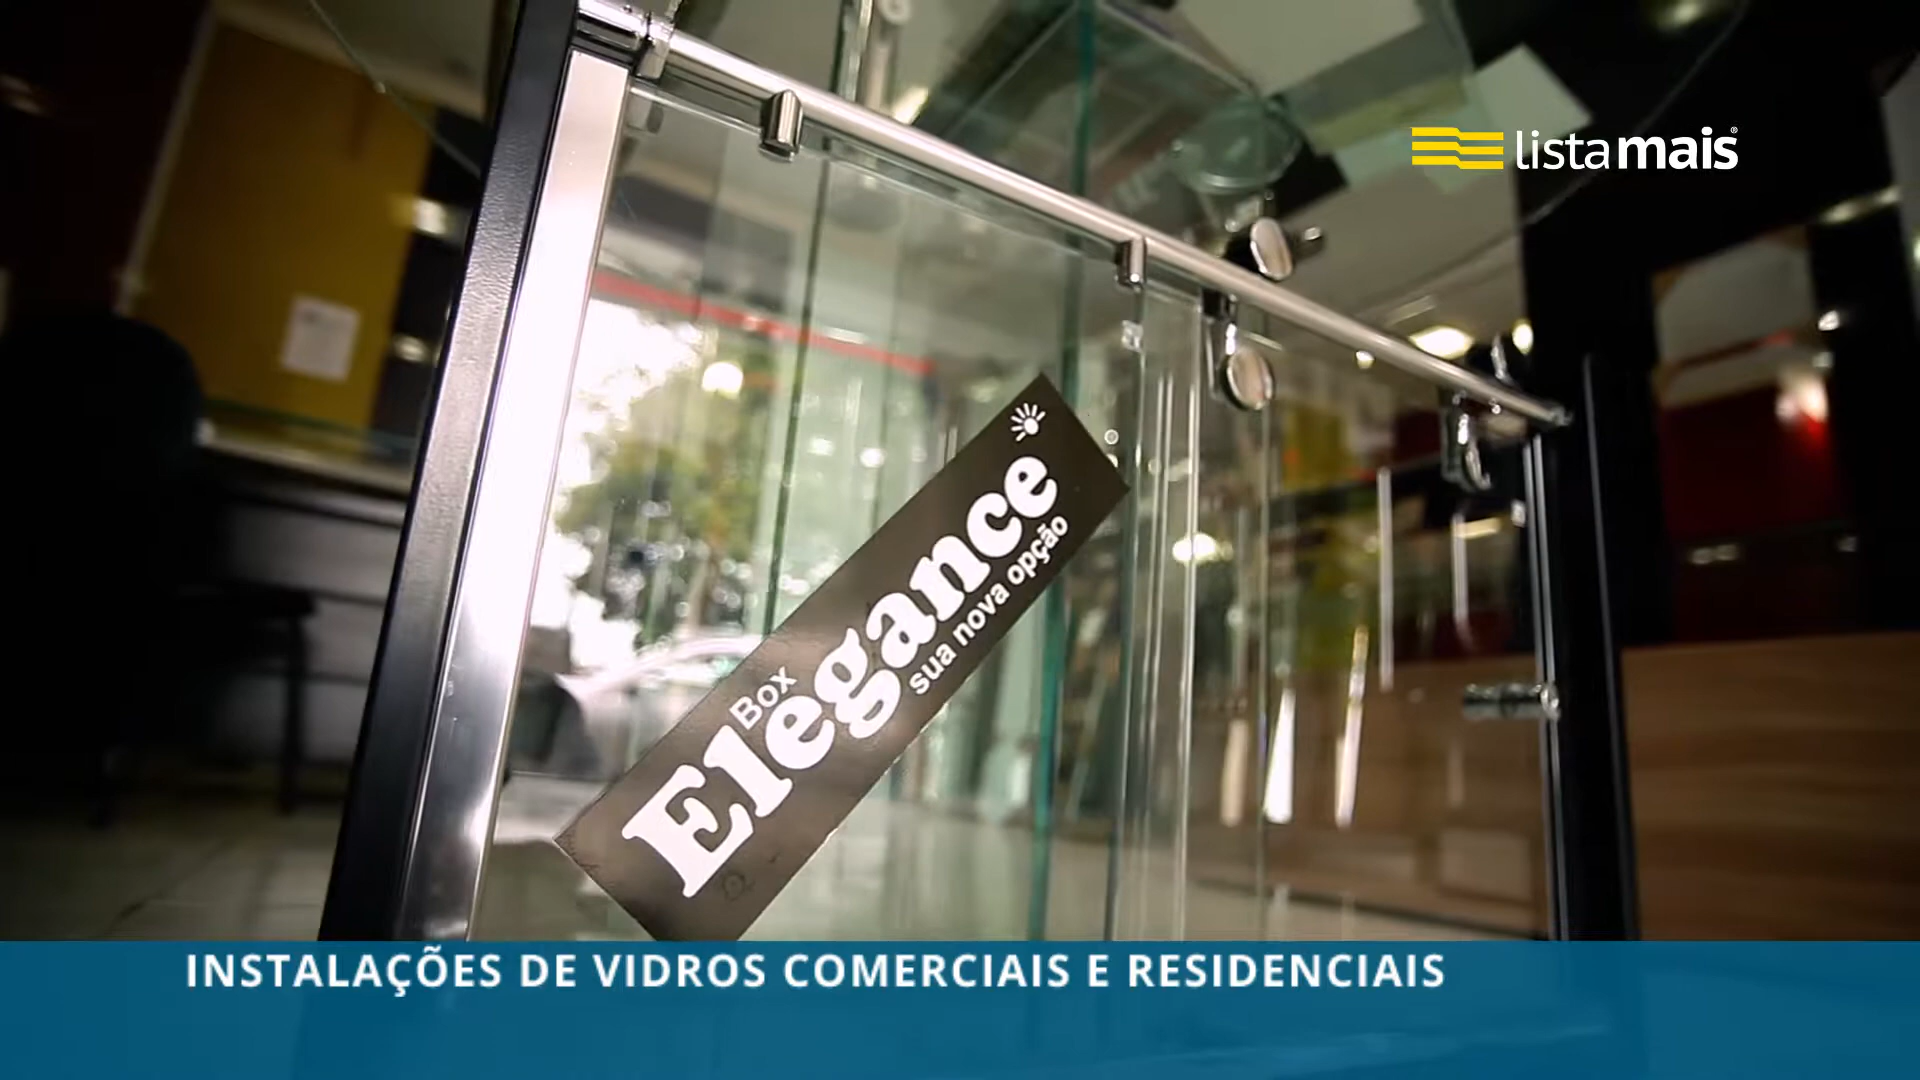 listamais®
Box
Elegance
sua nova opção
INSTALAÇÕES DE VIDROS COMERCIAIS E RESIDENCIAIS